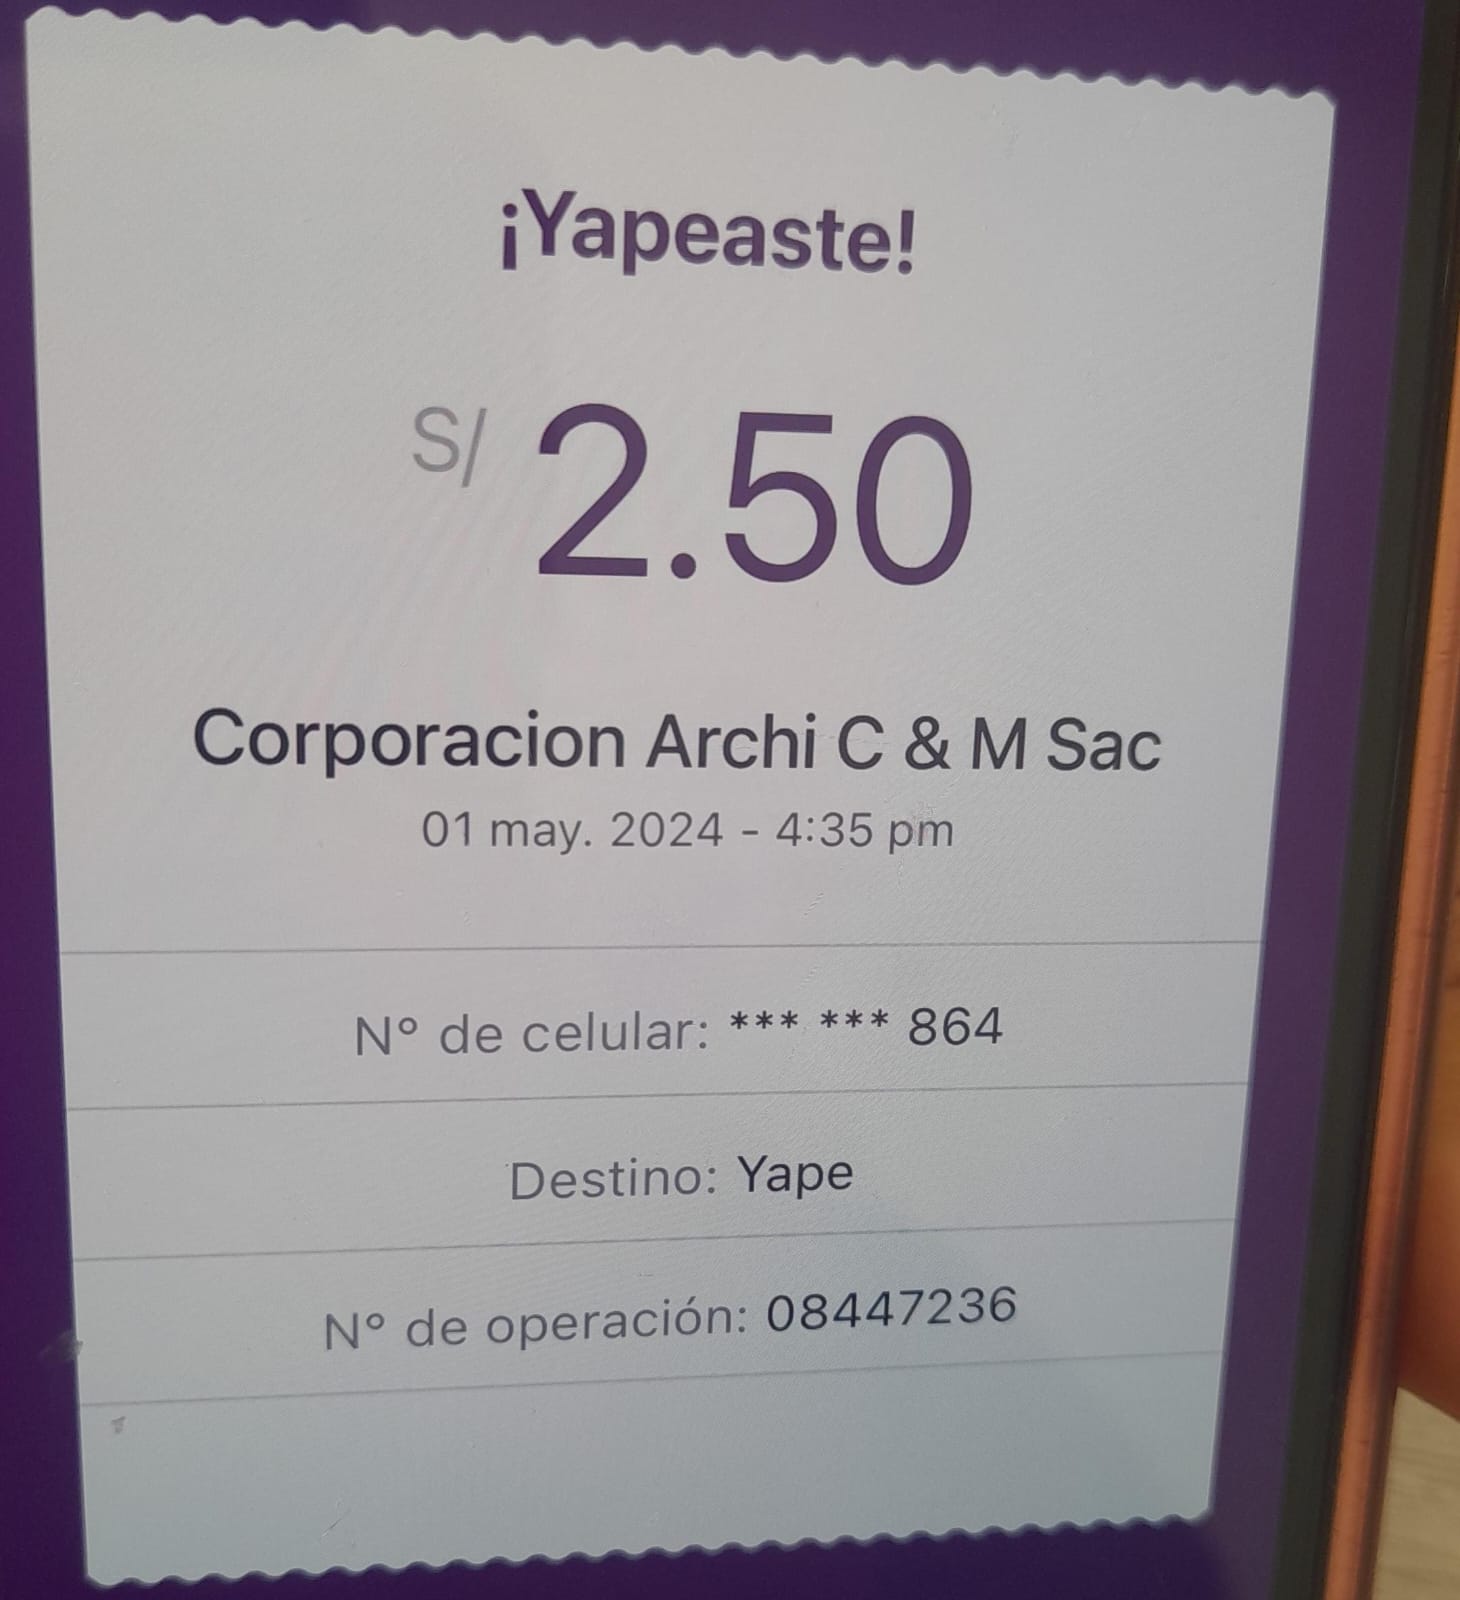 ¡Yapeaste!
S/ 2.50
Corporacion Archi C & M Sac
01 may. 2024 - 4:35 pm
N° de celular: *** *** 864
Destino: Yape
N° de operación: 08447236